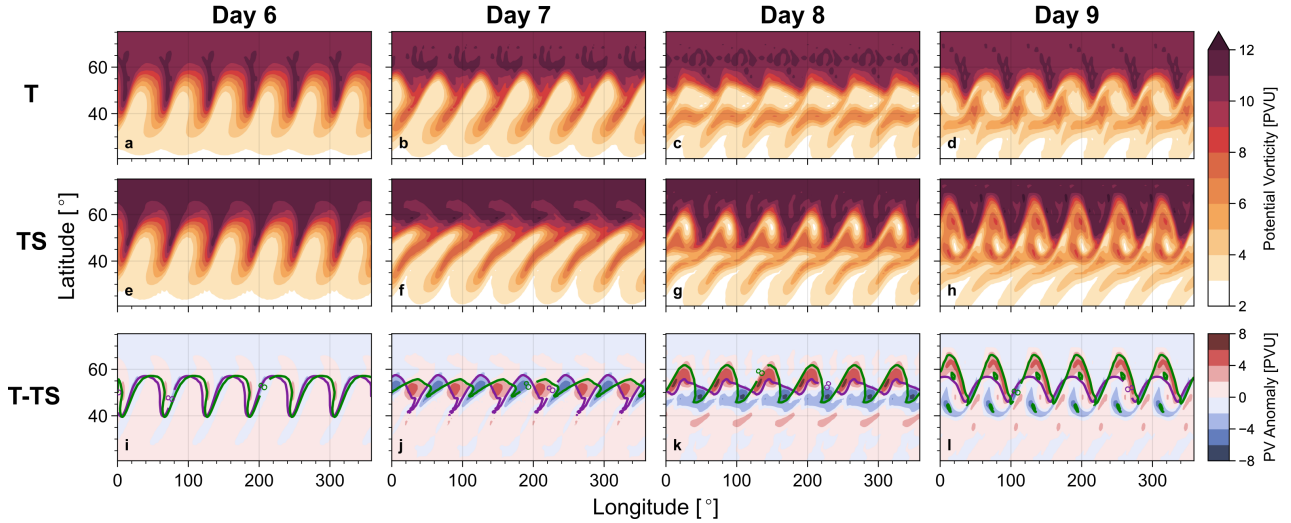 Day 6 Day 7 Day 8 Day 9
T
60
40
a b c d
12
10
8
6
4
2
Potential Vorticity [PVU]
TS
60
40
e f g h
Latitude [°]
T-TS
60
40
i j k l
8
4
0
−4
−8
PV Anomaly [PVU]
0 100 200 300 0 100 200 300 0 100 200 300 0 100 200 300
Longitude [°]